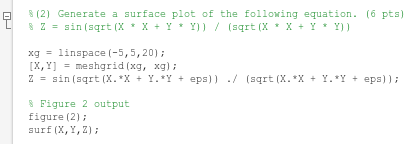 %(2) Generate a surface plot of the following equation. (6 pts)
% Z = sin(sqrt(X * X + Y * Y)) / (sqrt(X * X + Y * Y))
xg = linspace(-5,5,20);
[X,Y] = meshgrid(xg, xg);
Z = sin(sqrt(X.*X + Y.*Y + eps)) ./ (sqrt(X.*X + Y.*Y + eps));
% Figure 2 output
figure(2);
surf(X,Y,Z);